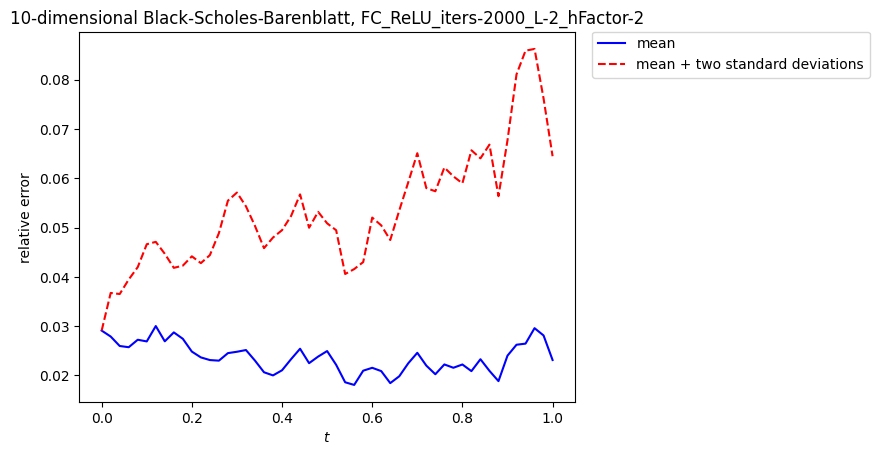 10-dimensional Black-Scholes-Barenblatt, FC_ReLU_iters-2000_L-2_hFactor-2
mean
mean + two standard deviations
0.08
0.07
0.06
0.05
0.04
0.03
0.02
relative error
0.0 0.2 0.4 0.6 0.8 1.0
t